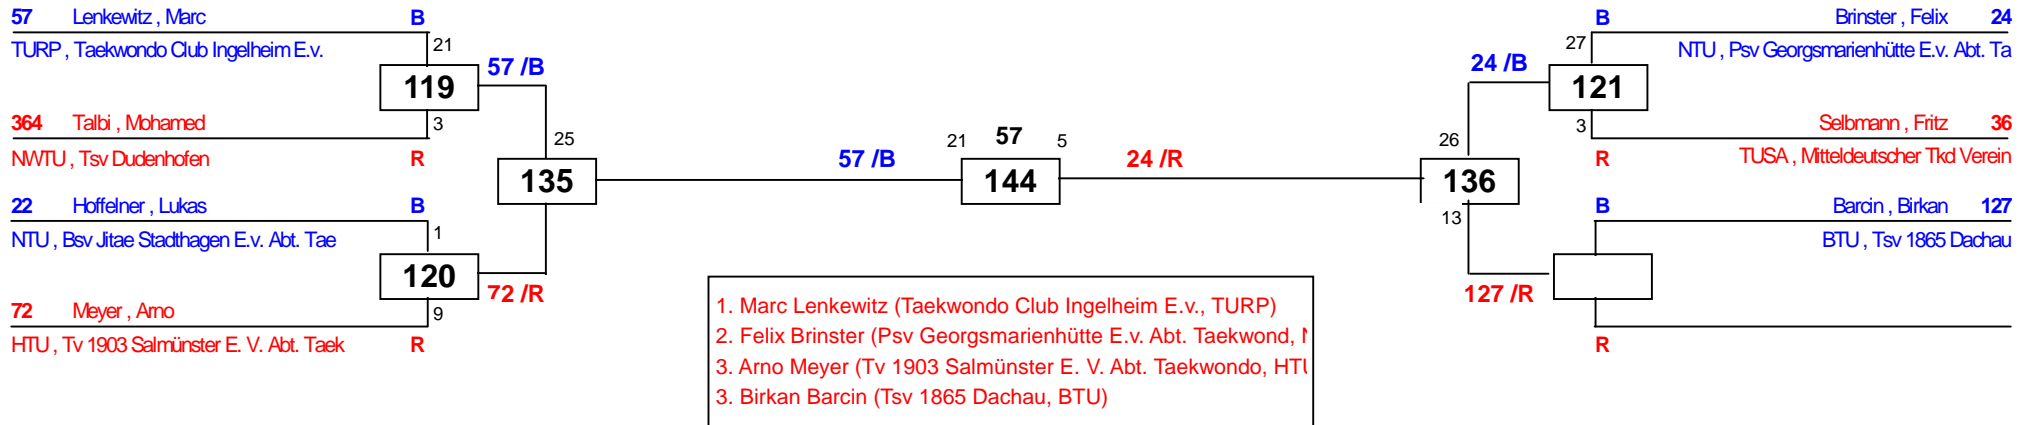 57 Lenkewitz , Marc B
TURP , Taekwondo Club Ingelheim E.v.
21
119
57 /B
3
364 Talbi , Mohamed
NWTU , Tsv Dudenhofen R
25
135
22 Hoffelner , Lukas B
NTU , Bsv Jitae Stadthagen E.v. Abt. Tae
1
120
72 /R
9
72 Meyer , Arno
HTU , Tv 1903 Salmünster E. V. Abt. Taek R
57 /B
21 57 5
144
24 /R
B Brinster , Felix 24
NTU , Psv Georgsmarienhütte E.v. Abt. Ta
27
24 /B
121
3
Selbmann , Fritz 36
R TUSA , Mitteldeutscher Tkd Verein
26
136
13
B Barcin , Birkan 127
BTU , Tsv 1865 Dachau
127 /R
R
1. Marc Lenkewitz (Taekwondo Club Ingelheim E.v., TURP)
2. Felix Brinster (Psv Georgsmarienhütte E.v. Abt. Taekwond,
3. Arno Meyer (Tv 1903 Salmünster E. V. Abt. Taekwondo, HTU
3. Birkan Barcin (Tsv 1865 Dachau, BTU)